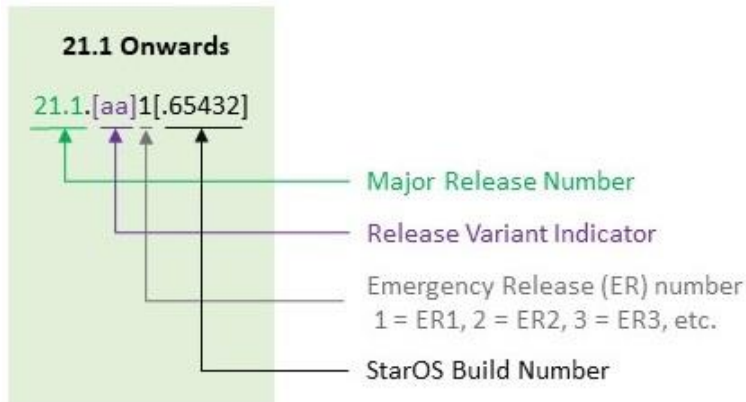 21.1 Onwards
21.1.[aa]1[.65432]
Major Release Number
Release Variant Indicator
Emergency Release (ER) number
1 = ER1, 2 = ER2, 3 = ER3, etc.
StarOS Build Number